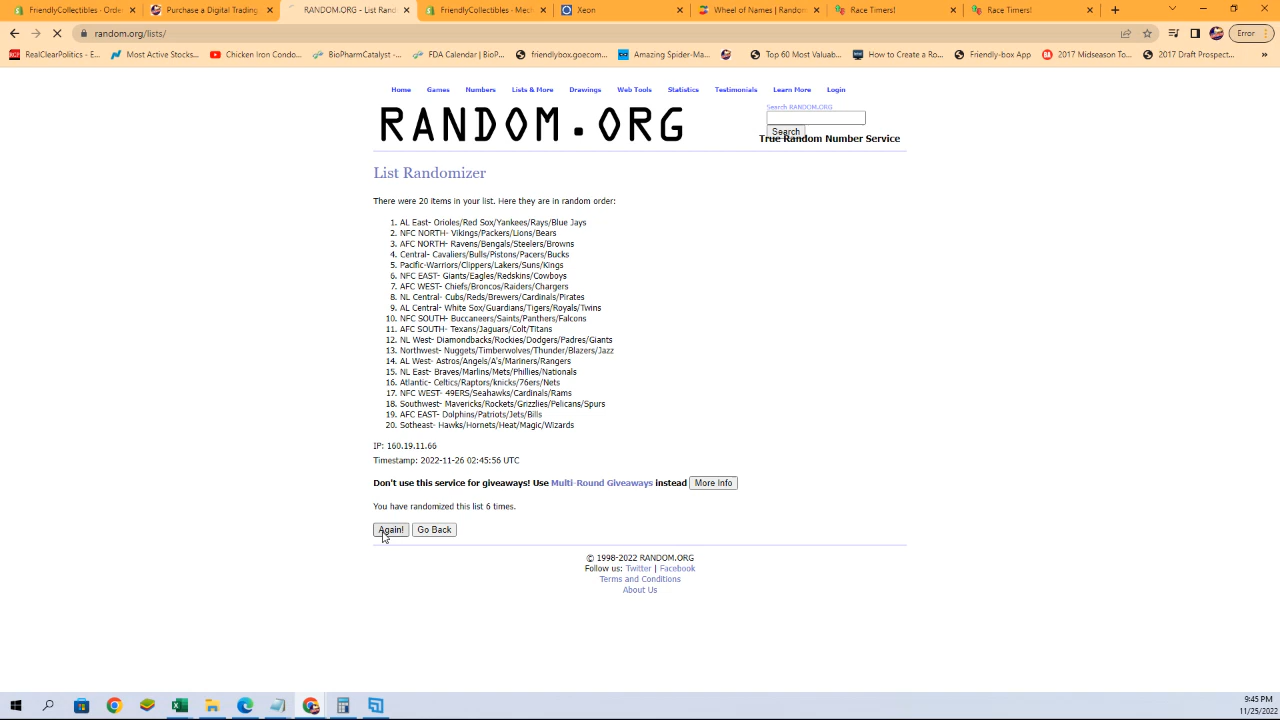 FriendlyCollectibles ~ Orders
Purchase a Digital Trading
RANDOM.ORG - List Rand
FriendlyCollectibles ~ Mech
Xeon
Wheel of Names | Random
Race Timers!
Race Timers!
random.org/lists/
Error
RealClearPolitics - E...
Most Active Stocks...
Chicken Iron Condo...
BioPharmCatalyst -...
FDA Calendar | BioP...
friendlybox.goecom...
Amazing Spider-Ma...
Top 60 Most Valuab...
How to Create a Ro...
Friendly-box App
2017 Midseason To...
2017 Draft Prospect...
Home Games Numbers Lists & More Drawings Web Tools Statistics Testimonials Learn More Login
RANDOM.ORG
Search RANDOM.ORG
Search
True Random Number Service
List Randomizer
There were 20 items in your list. Here they are in random order:
1. AL East- Orioles/Red Sox/Yankees/Rays/Blue Jays
2. NFC NORTH- Vikings/Packers/Lions/Bears
3. AFC NORTH- Ravens/Bengals/Steelers/Browns
4. Central- Cavaliers/Bulls/Pistons/Pacers/Bucks
5. Pacific-Warriors/Clippers/Lakers/Suns/Kings
6. NFC EAST- Giants/Eagles/Redskins/Cowboys
7. AFC WEST- Chiefs/Broncos/Raiders/Chargers
8. NL Central- Cubs/Reds/Brewers/Cardinals/Pirates
9. AL Central- White Sox/Guardians/Tigers/Royals/Twins
10. NFC SOUTH- Buccaneers/Saints/Panthers/Falcons
11. AFC SOUTH- Texans/Jaguars/Colt/Titans
12. NL West- Diamondbacks/Rockies/Dodgers/Padres/Giants
13. Northwest- Nuggets/Timberwolves/Thunder/Blazers/Jazz
14. AL West- Astros/Angels/A's/Mariners/Rangers
15. NL East- Braves/Marlins/Mets/Phillies/Nationals
16. Atlantic- Celtics/Raptors/knicks/76ers/Nets
17. NFC WEST- 49ERS/Seahawks/Cardinals/Rams
18. Southwest- Mavericks/Rockets/Grizzlies/Pelicans/Spurs
19. AFC EAST- Dolphins/Patriots/Jets/Bills
20. Sotheast- Hawks/Hornets/Heat/Magic/Wizards
IP: 160.19.11.66
Timestamp: 2022-11-26 02:45:56 UTC
Don't use this service for giveaways! Use Multi-Round Giveaways instead More Info
You have randomized this list 6 times.
Again! Go Back
© 1998-2022 RANDOM.ORG
Follow us: Twitter | Facebook
Terms and Conditions
About Us
9:45 PM
11/25/2022